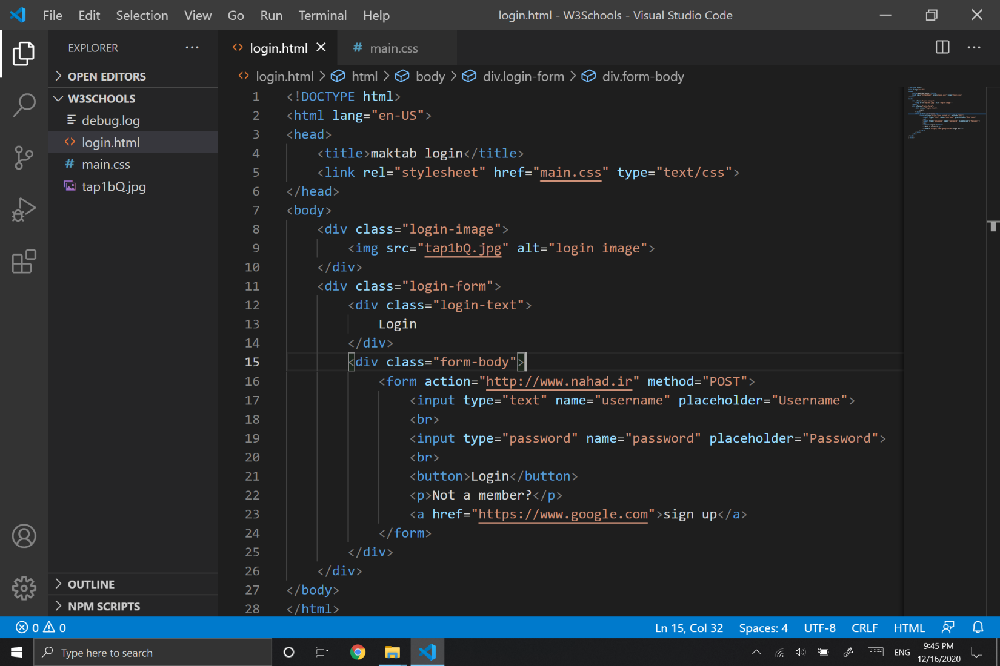 File Edit Selection View Go Run Terminal Help login.html - W3Schools - Visual Studio Code
EXPLORER
OPEN EDITORS
W3SCHOOLS
debug.log
login.html
main.css
tap1bQ.jpg
OUTLINE
NPM SCRIPTS
login.html main.css
login.html > html > body > div.login-form > div.form-body
1 <!DOCTYPE html>
2 <html lang="en-US">
3 <head>
4 <title>maktab login</title>
5 <link rel="stylesheet" href="main.css" type="text/css">
6 </head>
7 <body>
8 <div class="login-image">
9 <img src="tap1bQ.jpg" alt="login image">
10 </div>
11 <div class="login-form">
12 <div class="login-text">
13 Login
14 </div>
15 <div class="form-body">
16 <form action="http://www.nahad.ir" method="POST">
17 <input type="text" name="username" placeholder="Username">
18 <br>
19 <input type="password" name="password" placeholder="Password">
20 <br>
21 <button>Login</button>
22 <p>Not a member?</p>
23 <a href="https://www.google.com">sign up</a>
24 </form>
25 </div>
26 </div>
27 </body>
28 </html>
0 0 Ln 15, Col 32 Spaces: 4 UTF-8 CRLF HTML
Type here to search ENG 9:45 PM
12/16/2020